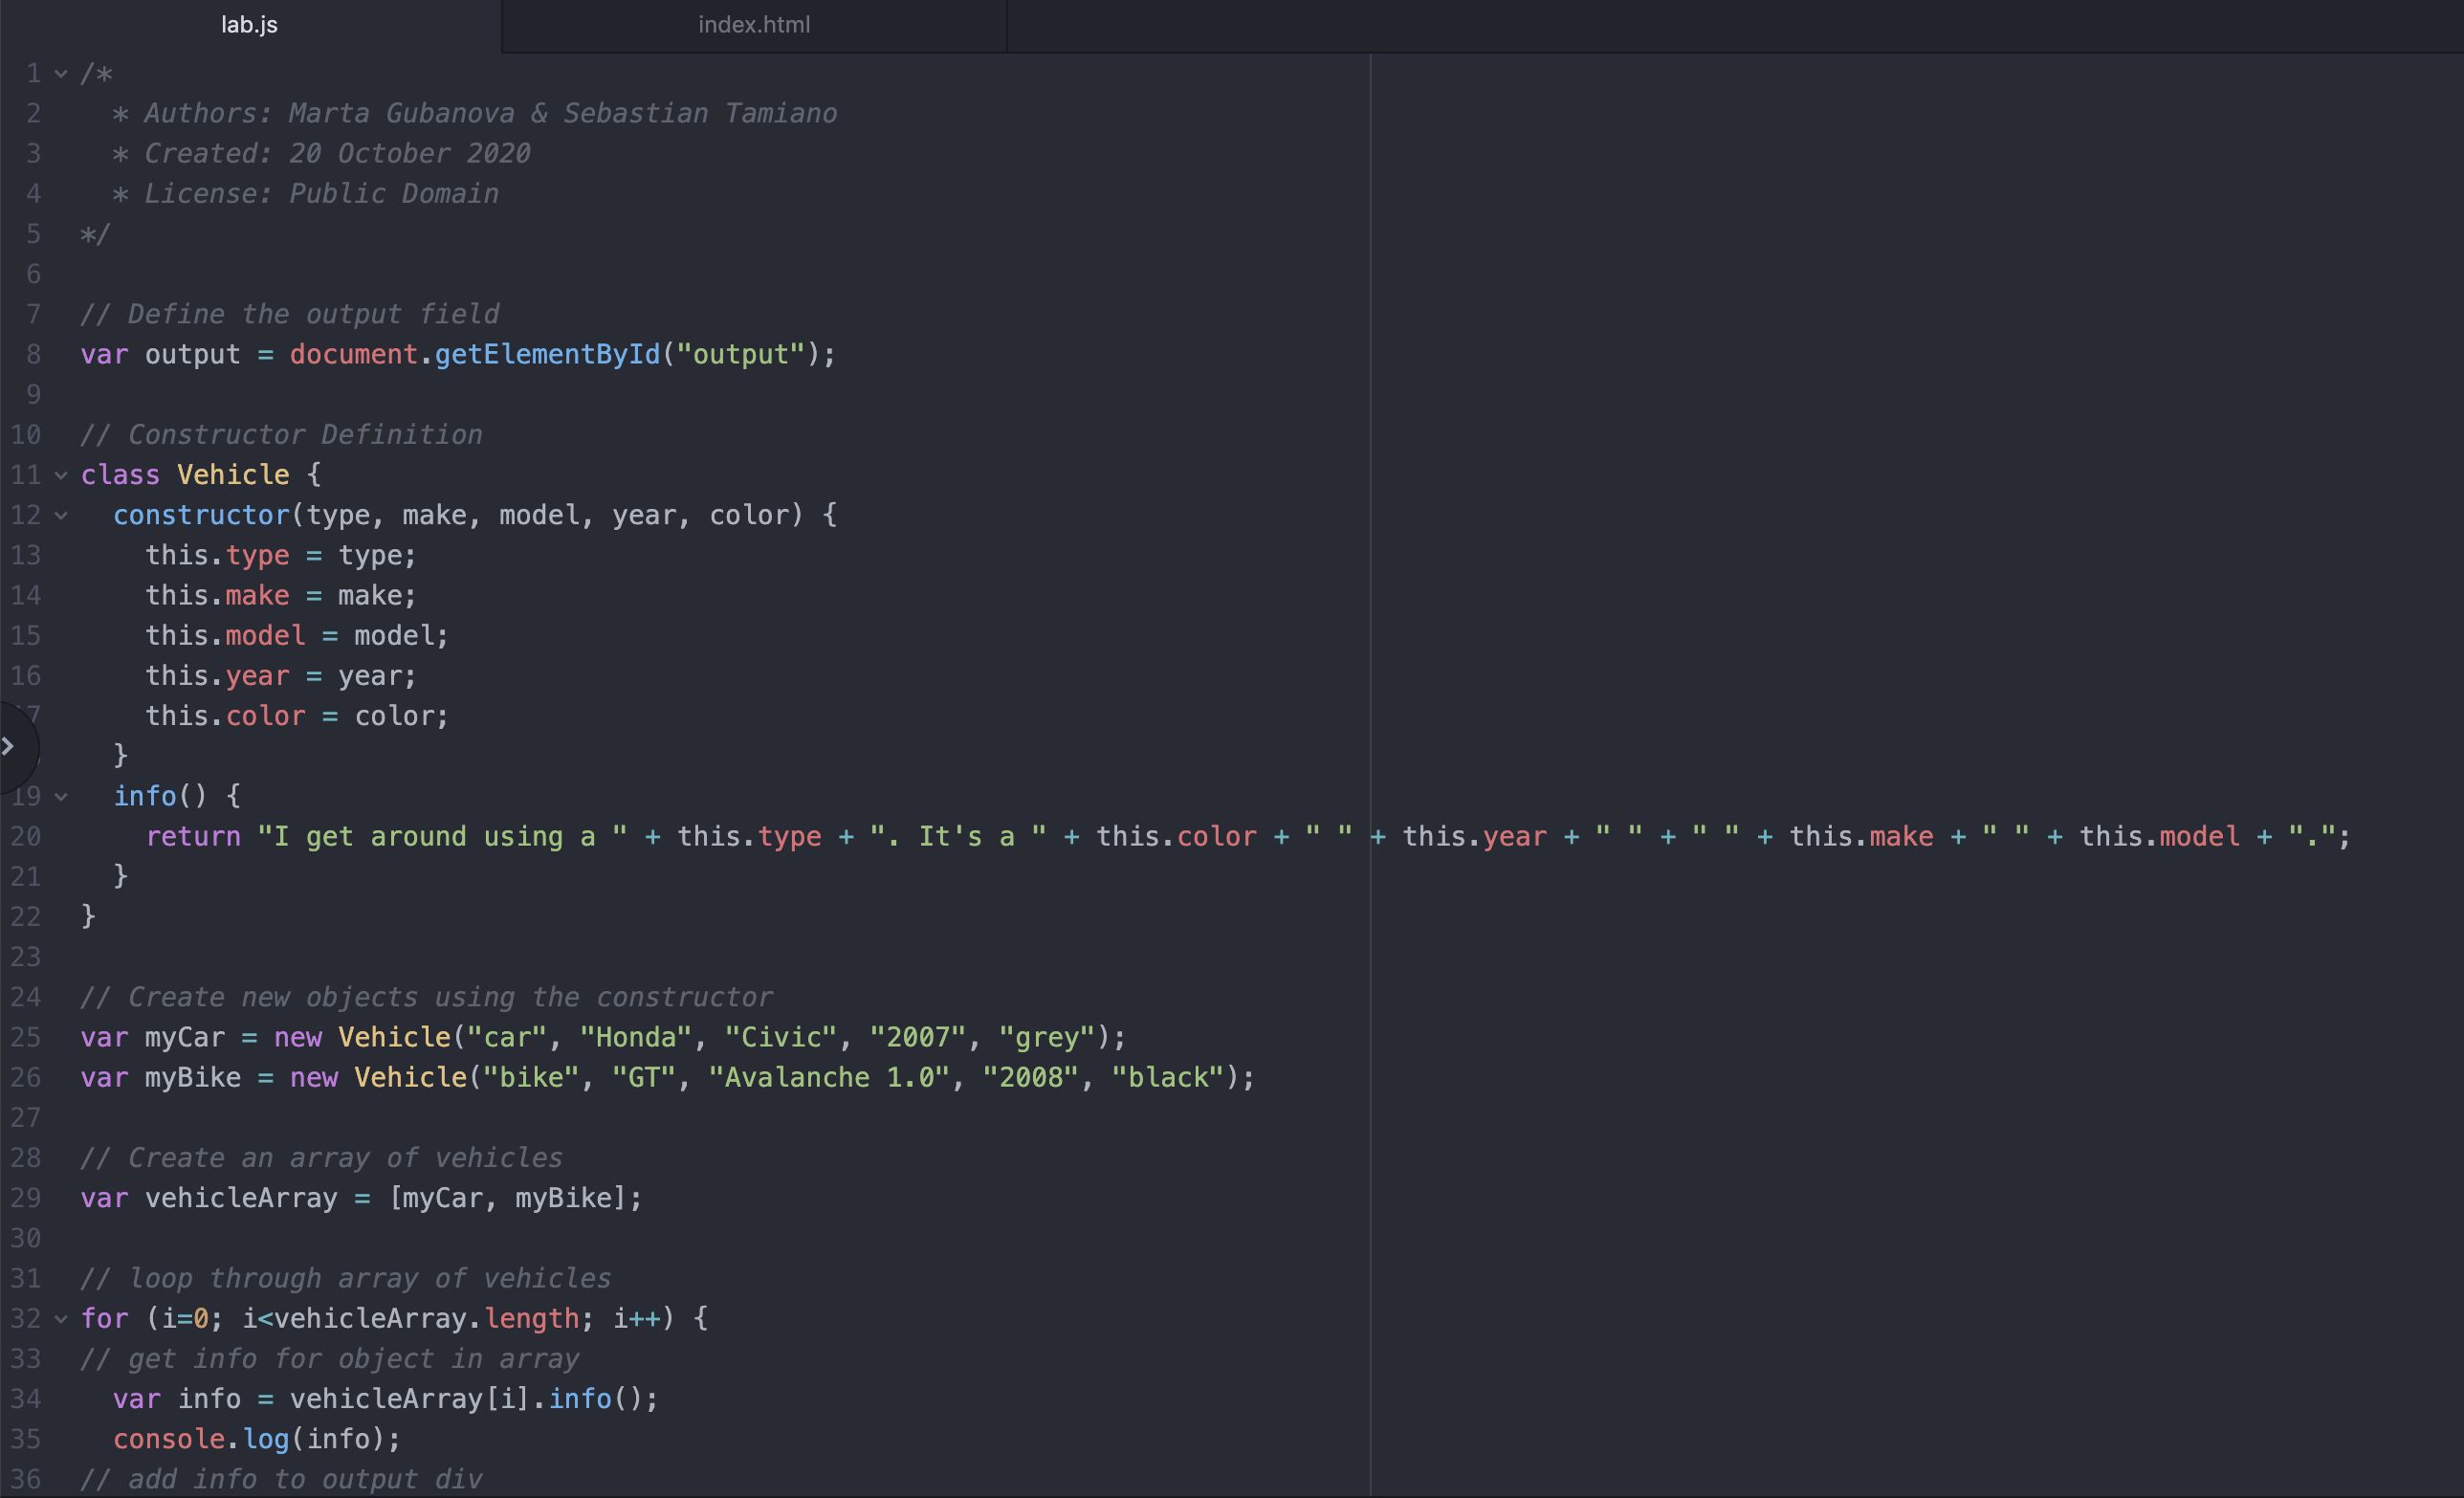 lab.js
index.html
1 /*
2 * Authors: Marta Gubanova & Sebastian Tamiano
3 * Created: 20 October 2020
4 * License: Public Domain
5 */
6
7 // Define the output field
8 var output = document.getElementById("output");
9
10 // Constructor Definition
11 class Vehicle {
12 constructor(type, make, model, year, color) {
13 this.type = type;
14 this.make = make;
15 this.model = model;
16 this.year = year;
7 this.color = color;
}
19 info() {
20 return "I get around using a " + this.type + ". It's a " + this.color + " " + this.year + " " + " " + this.make + " " + this.model + ".";
21 }
22 }
23
24 // Create new objects using the constructor
25 var myCar = new Vehicle("car", "Honda", "Civic", "2007", "grey");
26 var myBike = new Vehicle("bike", "GT", "Avalanche 1.0", "2008", "black");
27
28 // Create an array of vehicles
29 var vehicleArray = [myCar, myBike];
30
31 // loop through array of vehicles
32 for (i=0; i<vehicleArray.length; i++) {
33 // get info for object in array
34 var info = vehicleArray[i].info();
35 console.log(info);
36 // add info to output div